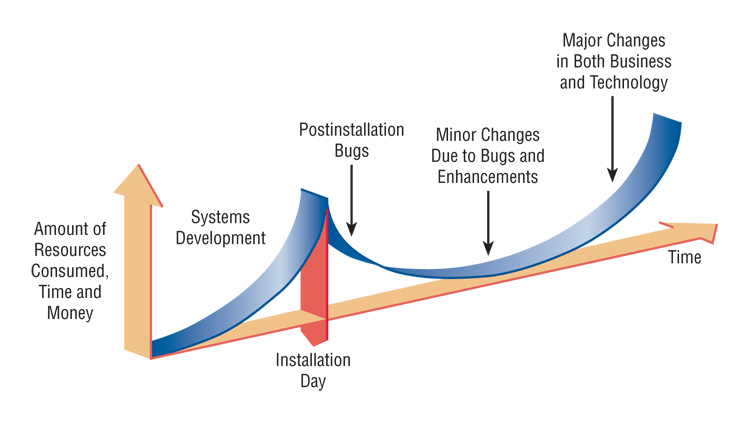 Major Changes
in Both Business
and Technology
Postinstallation
Bugs
Minor Changes
Due to Bugs and
Enhancements
Systems
Development
Amount of
Resources
Consumed,
Time and
Money
Time
Installation
Day